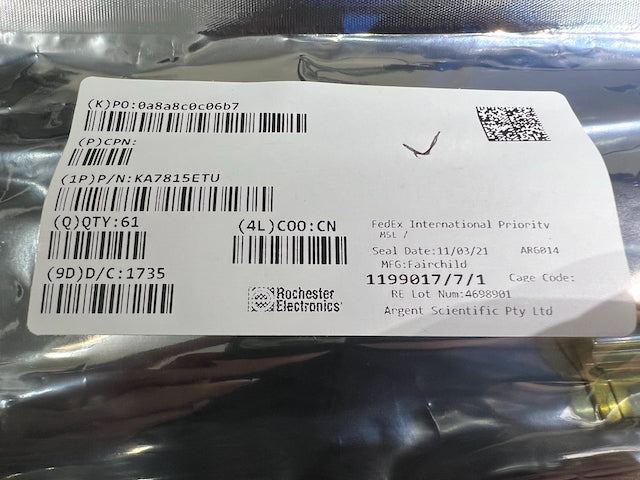 (K)PO:0a8a8c0c06b7
(P)CPN:
(1P)P/N:KA7815ETU
(Q)QTY:61
(4L)COO:CN
(9D)D/C:1735
Rochester
Electronics
FedEx International Priority
MSL /
Seal Date:11/03/21 ARG014
MFG:Fairchild
1199017/7/1 Cage Code:
RE Lot Num:4698901
Argent Scientific Pty Ltd